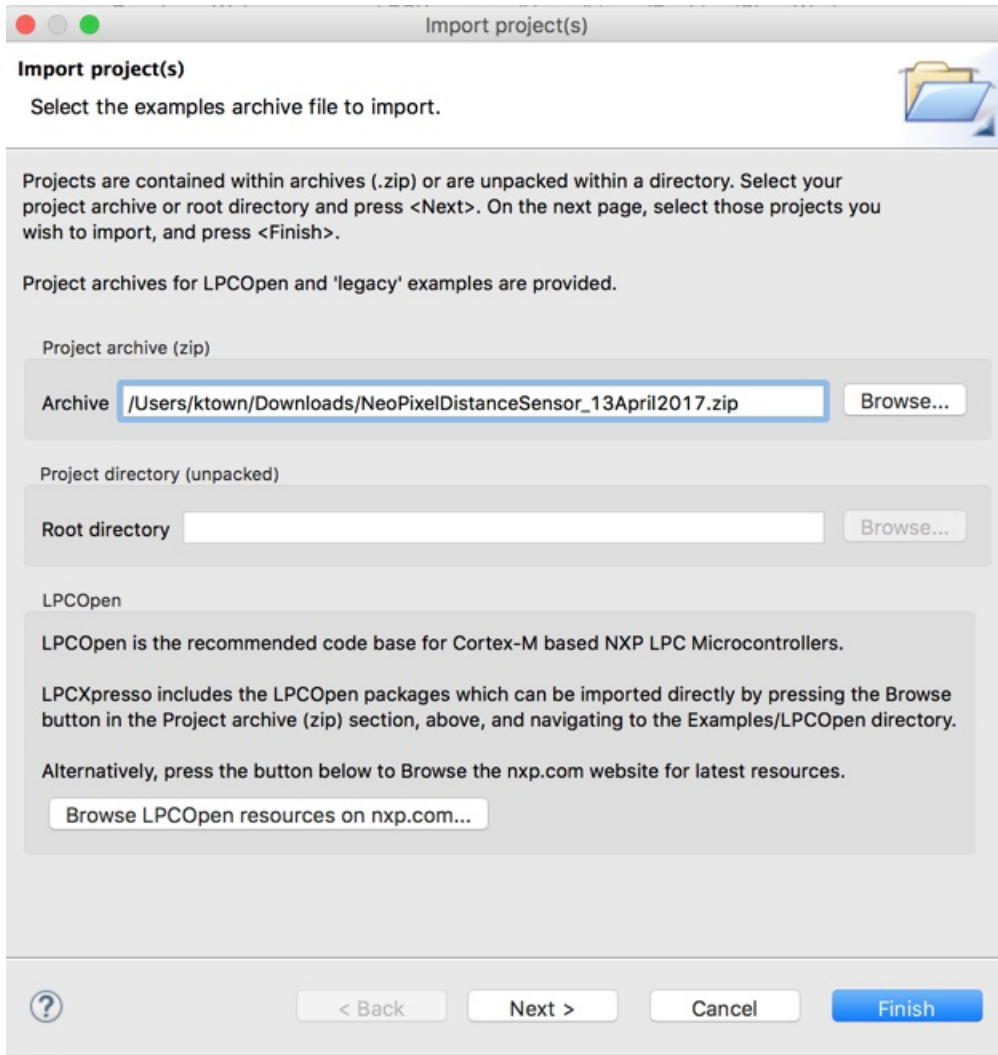 Import project(s)
Import project(s)
Select the examples archive file to import.
Projects are contained within archives (.zip) or are unpacked within a directory. Select your
project archive or root directory and press <Next>. On the next page, select those projects you
wish to import, and press <Finish>.
Project archives for LPCOpen and 'legacy' examples are provided.
Project archive (zip)
Archive /Users/ktown/Downloads/NeoPixelDistanceSensor_13April2017.zip Browse...
Project directory (unpacked)
Root directory Browse...
LPCOpen
LPCOpen is the recommended code base for Cortex-M based NXP LPC Microcontrollers.
LPCXpresso includes the LPCOpen packages which can be imported directly by pressing the Browse
button in the Project archive (zip) section, above, and navigating to the Examples/LPCOpen directory.
Alternatively, press the button below to Browse the nxp.com website for latest resources.
Browse LPCOpen resources on nxp.com...
? < Back Next > Cancel Finish